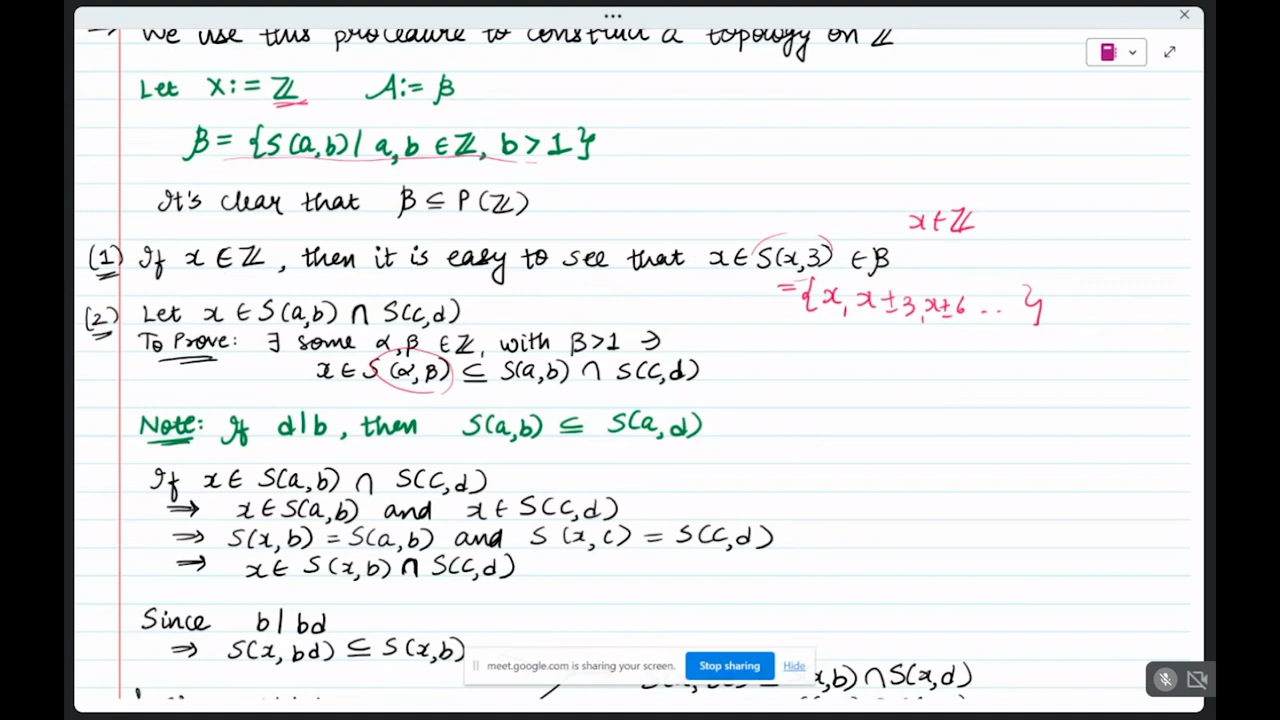 We use this procedure to construct a topology on ℤ
Let X := ℤ A := β
β = {S(a,b) | a,b ∈ ℤ, b > 1}
It's clear that β ⊆ P(ℤ)
x ∈ ℤ
(1) If x ∈ ℤ, then it is easy to see that x ∈ S(x,3) ∈ β
= {x, x±3, x±6 ... }
(2) Let x ∈ S(a,b) ∩ S(c,d)
To Prove: ∃ some α,β ∈ ℤ, with β>1 ∋
x ∈ S(α,β) ⊆ S(a,b) ∩ S(c,d)
Note: If d|b, then S(a,b) ⊆ S(a,d)
If x ∈ S(a,b) ∩ S(c,d)
⇒ x ∈ S(a,b) and x ∈ S(c,d)
⇒ S(x,b) = S(a,b) and S(x,c) = S(c,d)
⇒ x ∈ S(x,b) ∩ S(c,d)
Since b | bd
⇒ S(x,bd) ⊆ S(x,b)
meet.google.com is sharing your screen. Stop sharing Hide
,b) ∩ S(x,d)